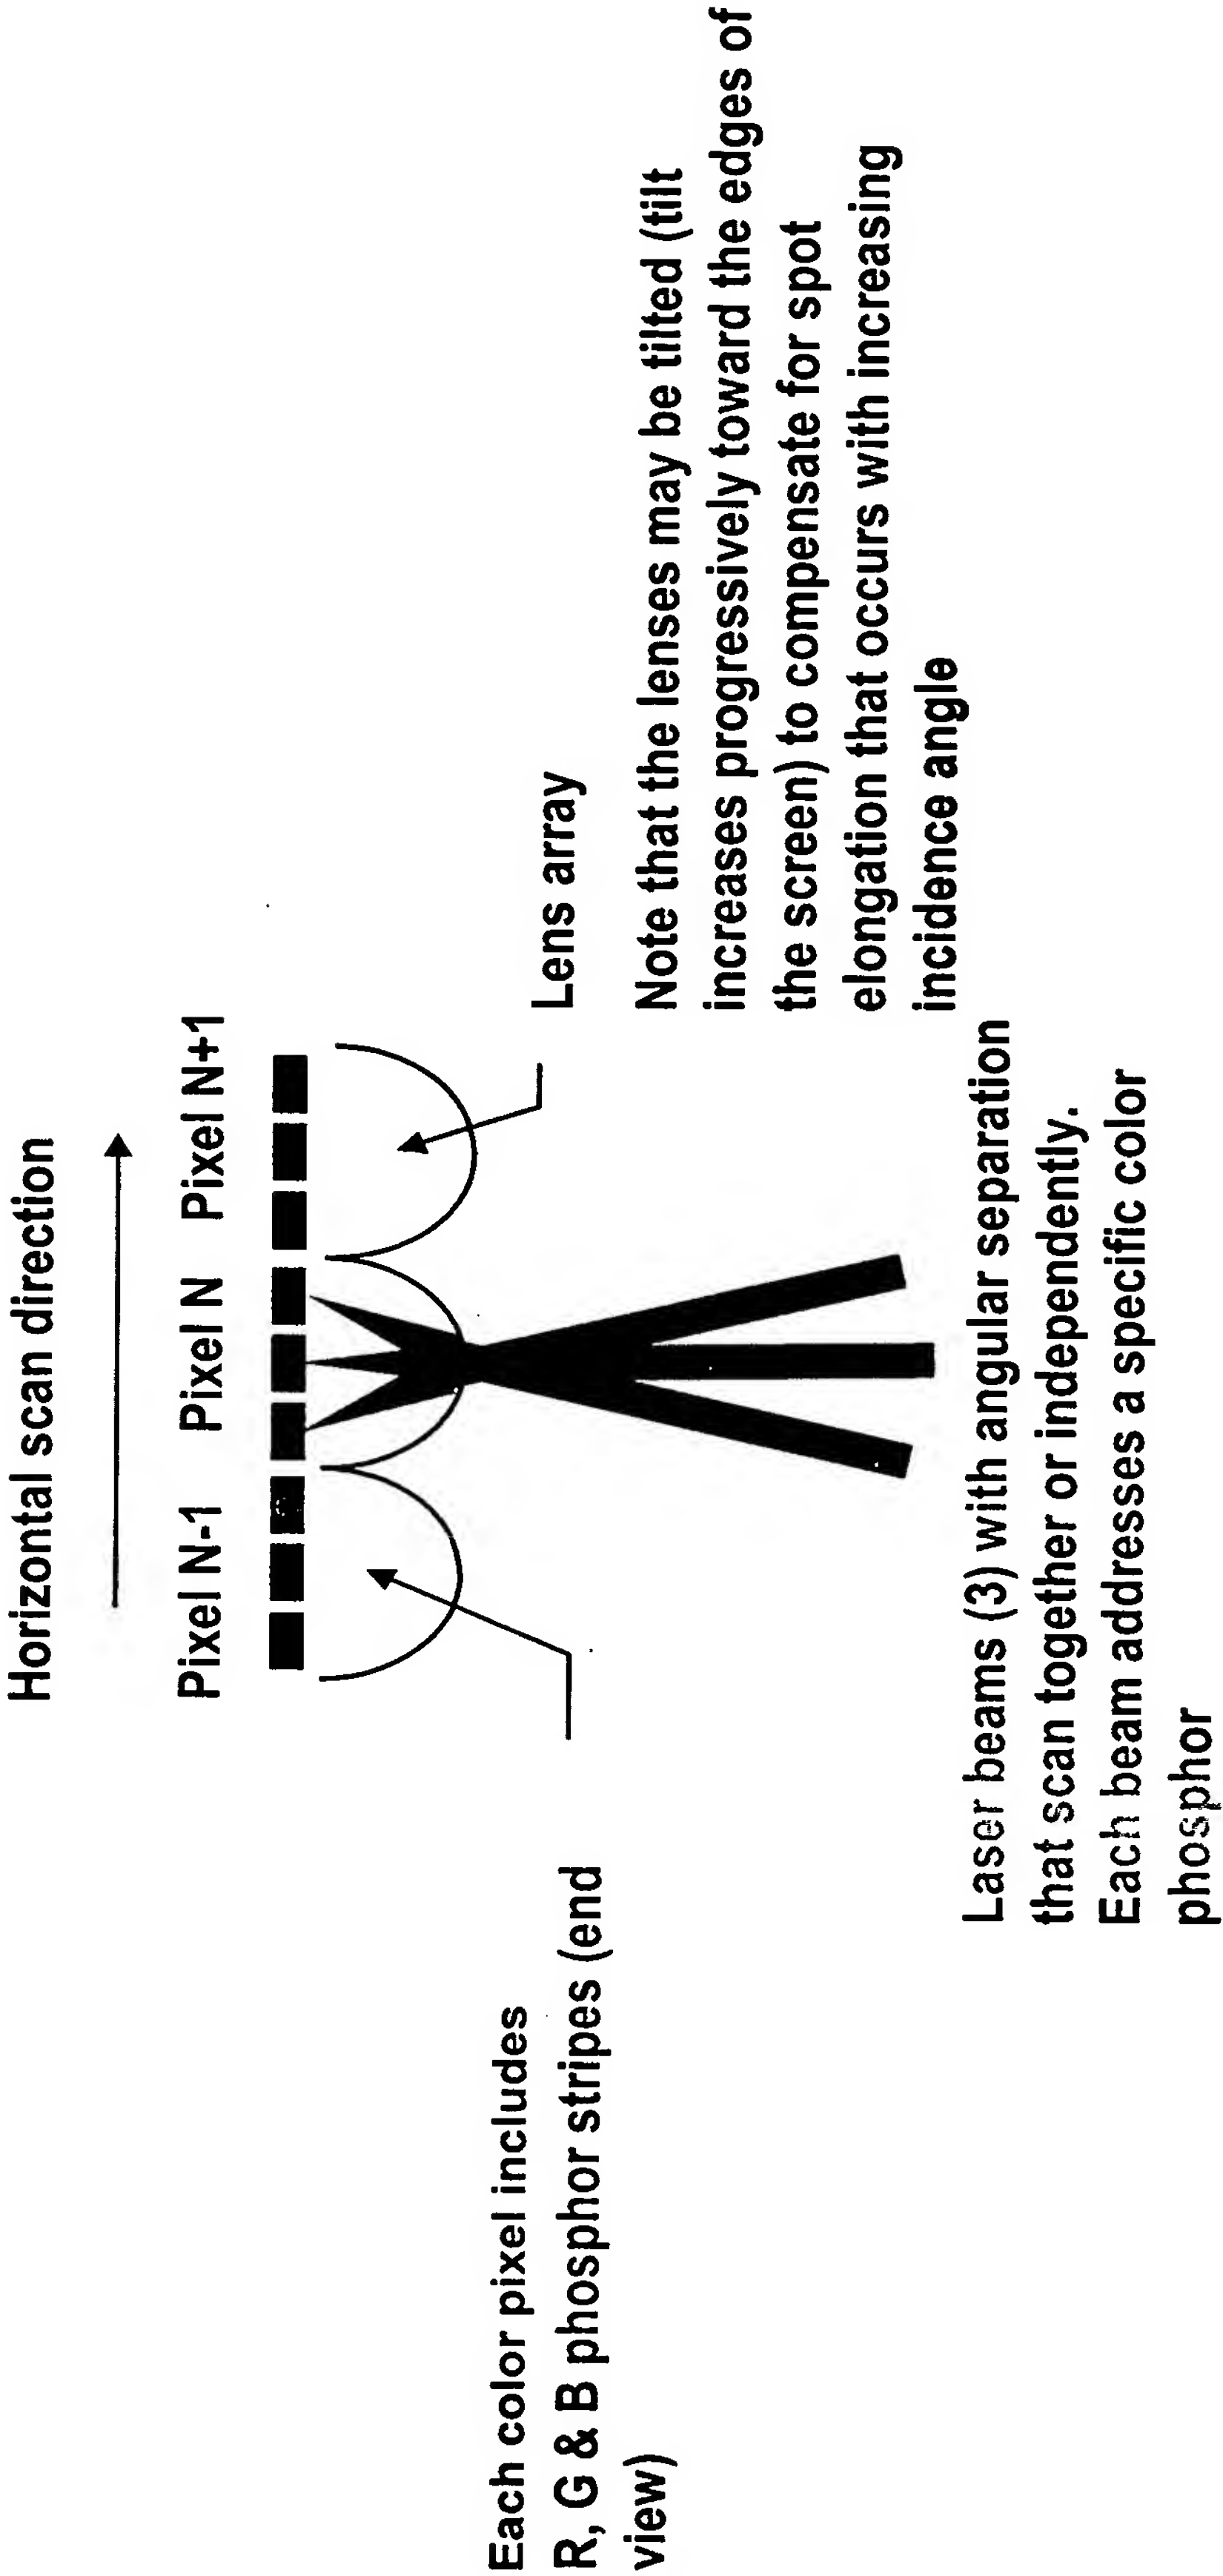 Horizontal scan direction
Pixel N-1 Pixel N Pixel N+1
Each color pixel includes
R, G & B phosphor stripes (end
view)
Lens array
Note that the lenses may be tilted (tilt
increases progressively toward the edges of
the screen) to compensate for spot
elongation that occurs with increasing
incidence angle
Laser beams (3) with angular separation
that scan together or independently.
Each beam addresses a specific color
phosphor